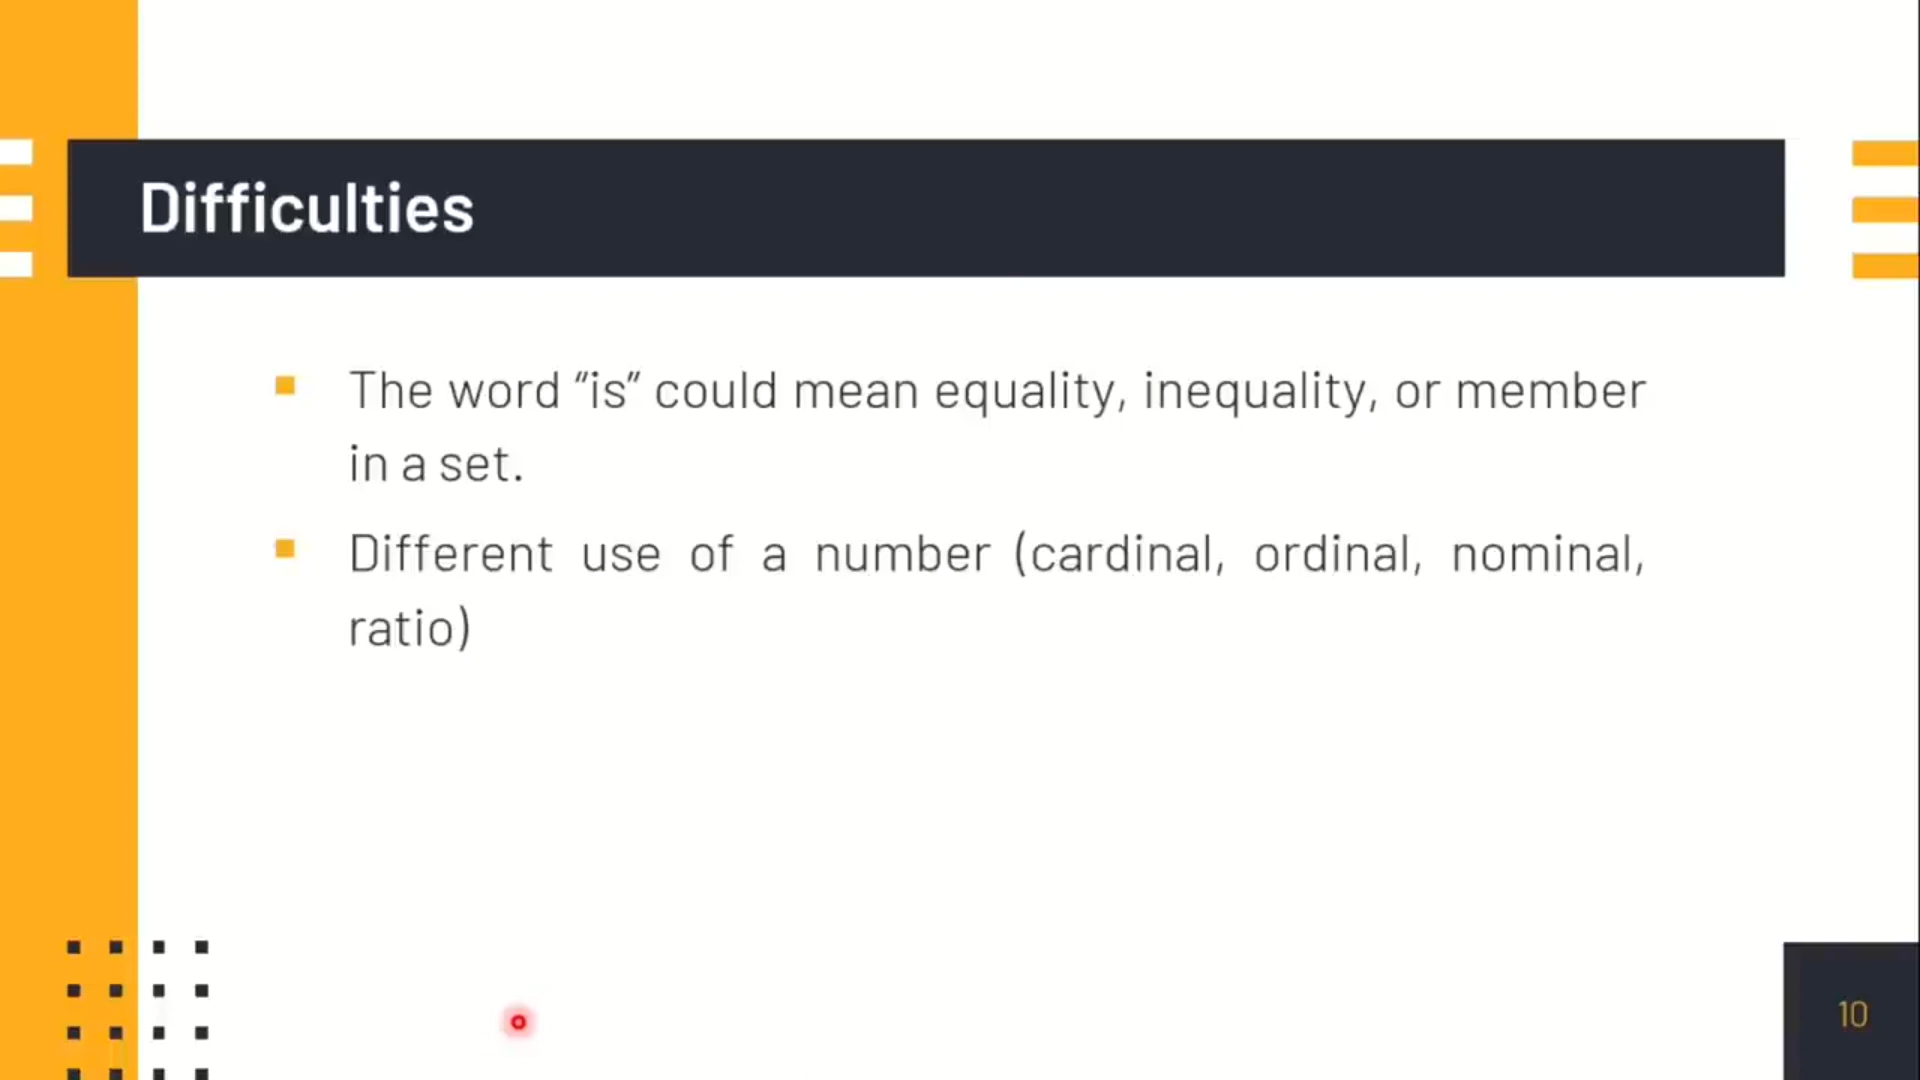 Difficulties
The word “is” could mean equality, inequality, or member
in a set.
Different use of a number (cardinal, ordinal, nominal,
ratio)
10